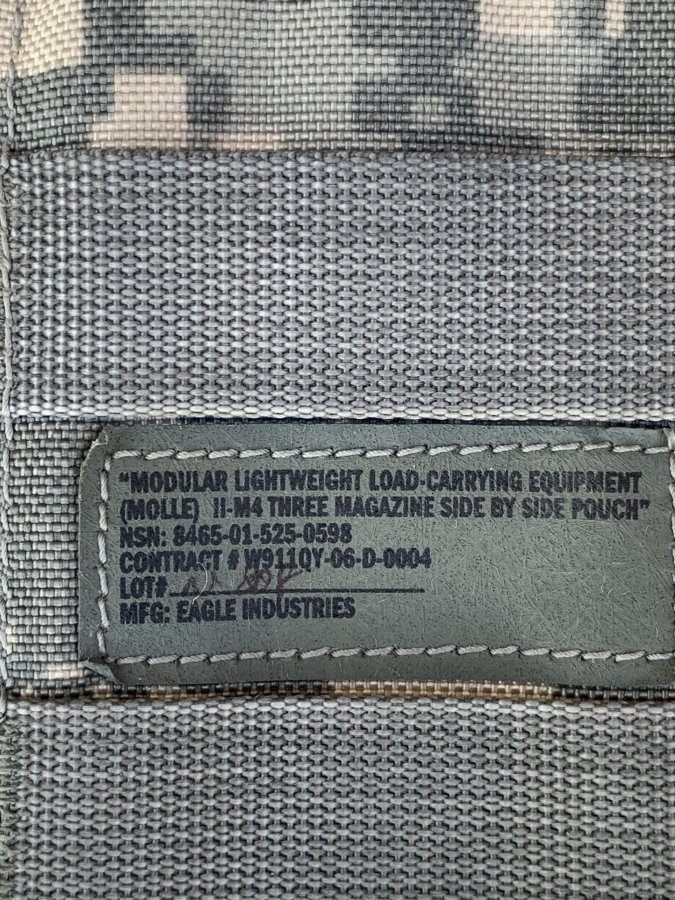 "MODULAR LIGHTWEIGHT LOAD-CARRYING EQUIPMENT
(MOLLE) II-M4 THREE MAGAZINE SIDE BY SIDE POUCH"
NSN: 8465-01-525-0598
CONTRACT # W911QY-06-D-0004
LOT#
MFG: EAGLE INDUSTRIES